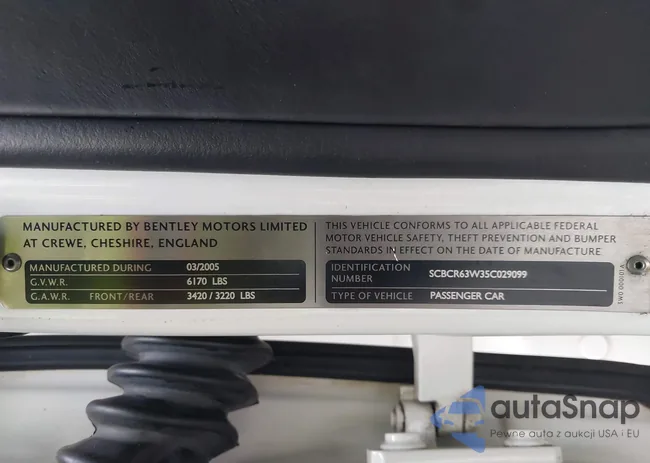 MANUFACTURED BY BENTLEY MOTORS LIMITED
AT CREWE, CHESHIRE, ENGLAND
MANUFACTURED DURING 03/2005
G.V.W.R. 6170 LBS
G.A.W.R. FRONT/REAR 3420 / 3220 LBS
THIS VEHICLE CONFORMS TO ALL APPLICABLE FEDERAL
MOTOR VEHICLE SAFETY, THEFT PREVENTION AND BUMPER
STANDARDS IN EFFECT ON THE DATE OF MANUFACTURE
IDENTIFICATION
NUMBER SCBCR63W35C029099
TYPE OF VEHICLE PASSENGER CAR
3W0 010001A
autaSnap
Pewne auta z aukcji USA i EU